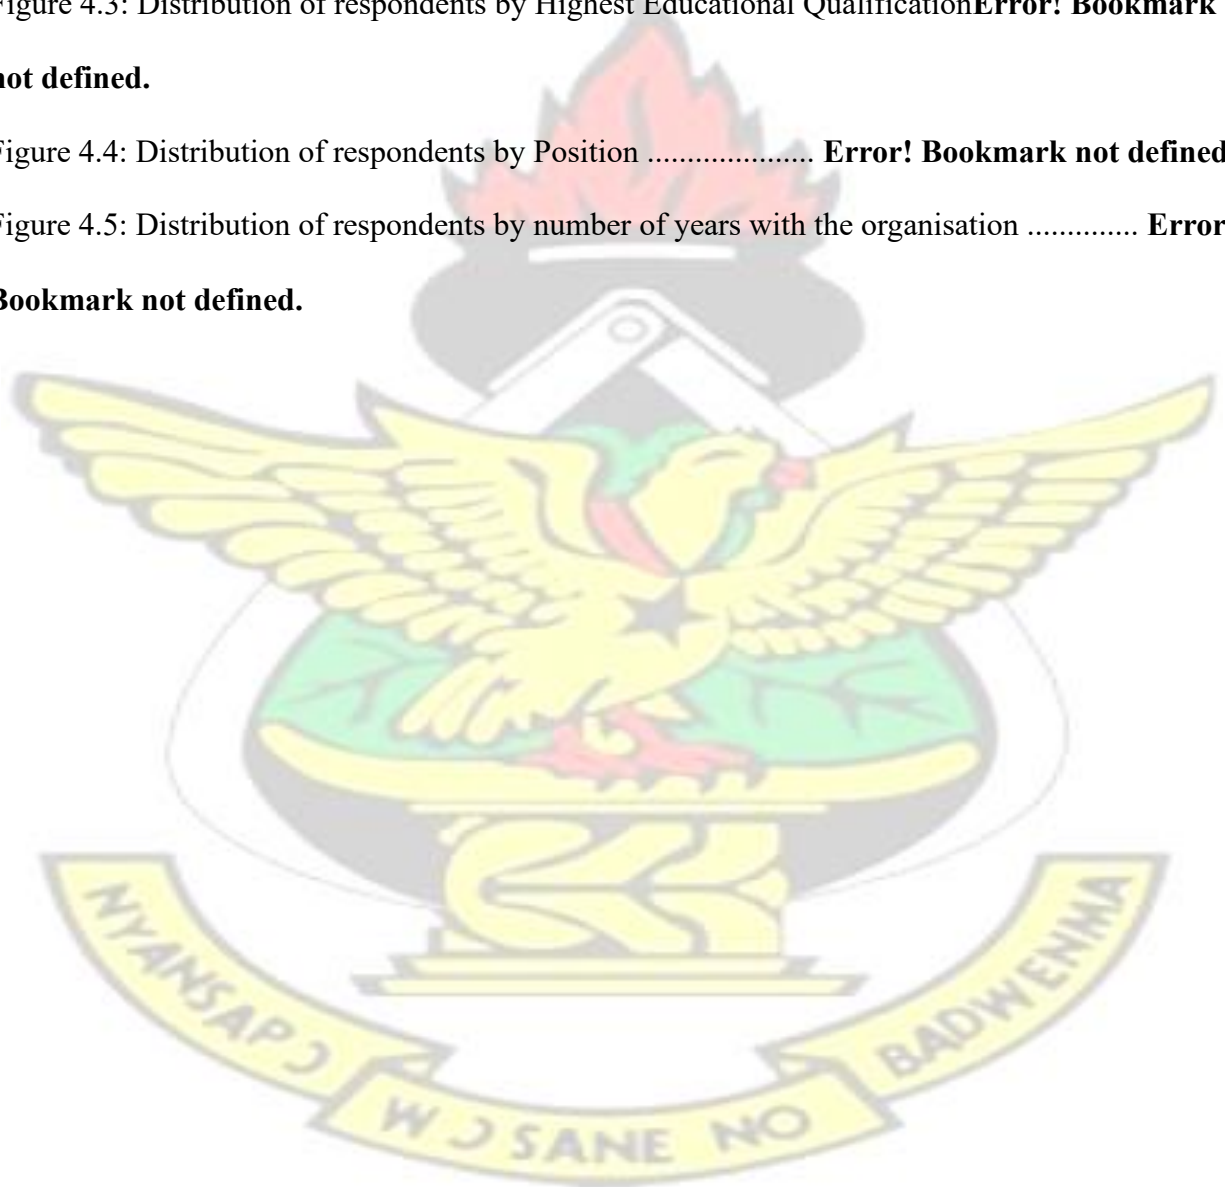 Figure 4.3: Distribution of respondents by Highest Educational QualificationError! Bookmark
not defined.
Figure 4.4: Distribution of respondents by Position ..................... Error! Bookmark not defined
Figure 4.5: Distribution of respondents by number of years with the organisation .............. Error
Bookmark not defined.
NYANSAPƆ
WƆSANE NO
BADWENMA